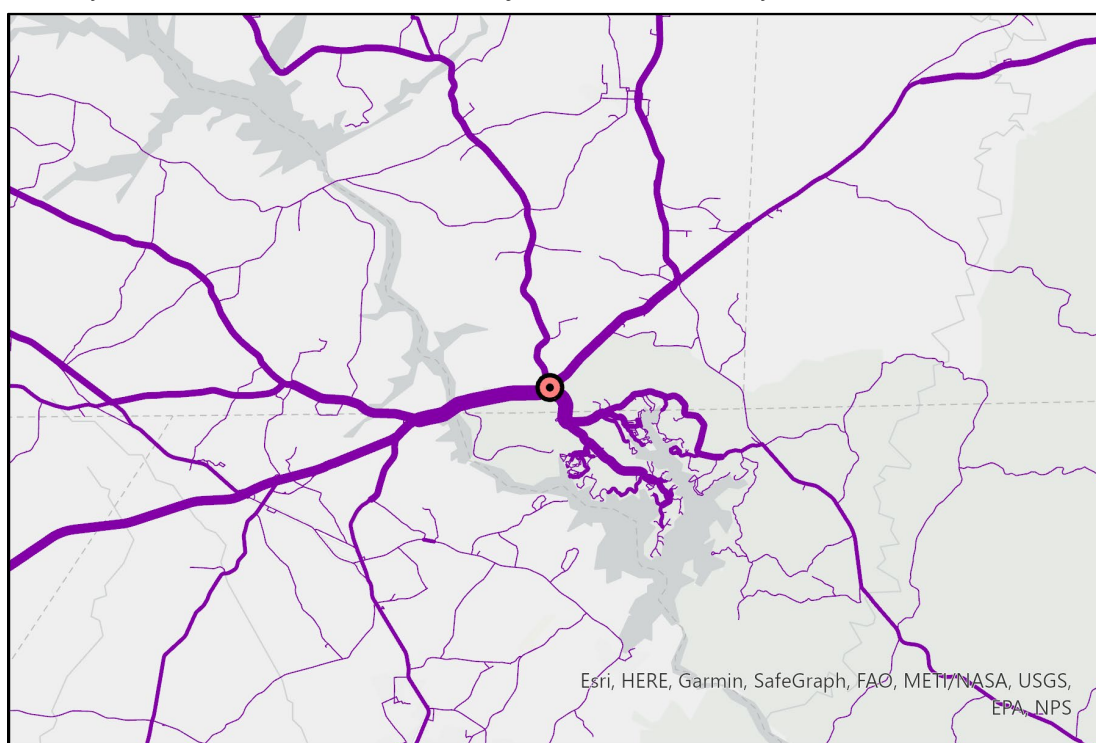 Esri, HERE, Garmin, SafeGraph, FAO, METI/NASA, USGS,
EPA, NPS